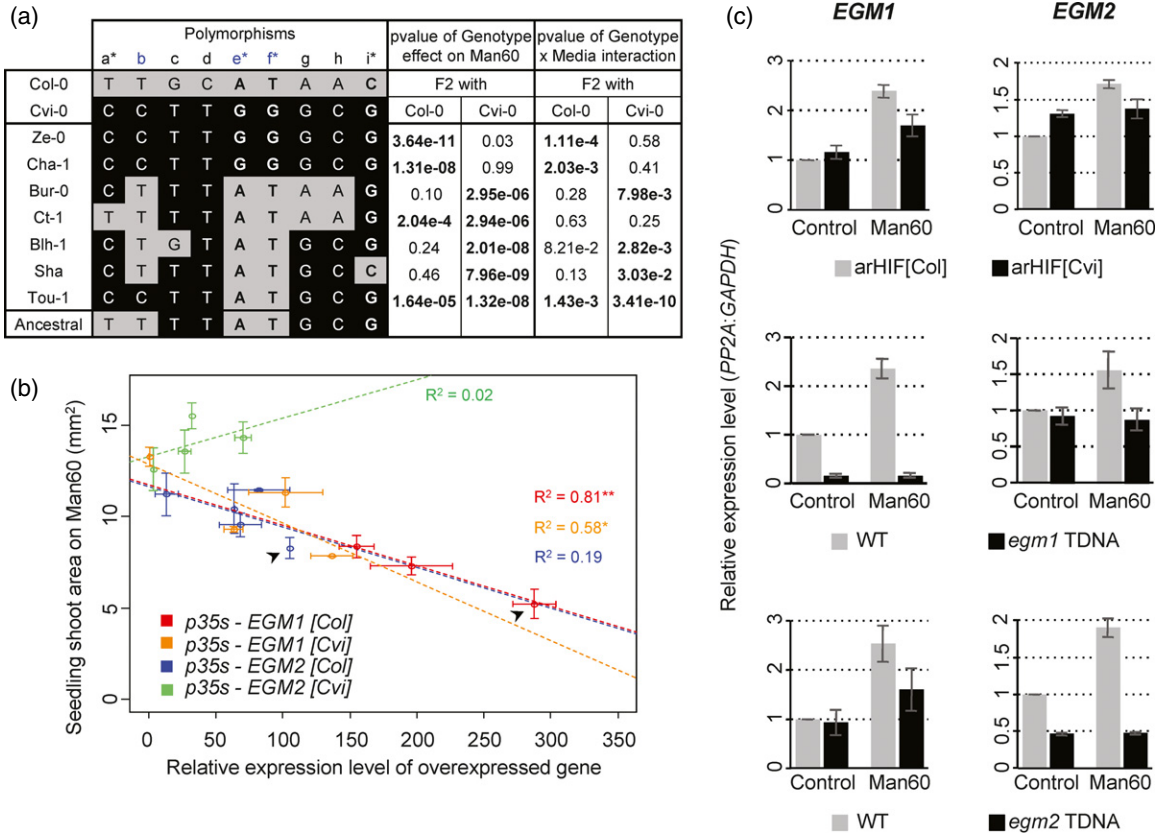 (a)
Polymorphisms pvalue of Genotype effect on Man60 pvalue of Genotype x Media interaction
a* b c d e* f* g h i*
Col-0 T T G C A T A A C F2 with F2 with
Cvi-0 C C T T G G G C G Col-0 Cvi-0 Col-0 Cvi-0
Ze-0 C C T T G G G C G 3.64e-11 0.03 1.11e-4 0.58
Cha-1 C C T T G G G C G 1.31e-08 0.99 2.03e-3 0.41
Bur-0 C T T T A T A A G 0.10 2.95e-06 0.28 7.98e-3
Ct-1 T T T T A T A A G 2.04e-4 2.94e-06 0.63 0.25
Blh-1 C T G T A T G C G 0.24 2.01e-08 8.21e-2 2.82e-3
Sha C T T T A T G C C 0.46 7.96e-09 0.13 3.03e-2
Tou-1 C C T T A T G C G 1.64e-05 1.32e-08 1.43e-3 3.41e-10
Ancestral T T T T A T G C G
(b)
Seedling shoot area on Man60 (mm²)
15
10
5
0
R² = 0.02
R² = 0.81**
R² = 0.58*
R² = 0.19
p35s - EGM1 [Col]
p35s - EGM1 [Cvi]
p35s - EGM2 [Col]
p35s - EGM2 [Cvi]
0 50 100 150 200 250 300 350
Relative expression level of overexpressed gene
(c)
EGM1 EGM2
Relative expression level (PP2A:GAPDH)
3
2
1
0
Control Man60
2
1.5
1
0.5
0
Control Man60
arHIF[Col] arHIF[Cvi]
3
2
1
0
Control Man60
2
1.5
1
0.5
0
Control Man60
WT egm1 TDNA
3
2
1
0
Control Man60
2
1.5
1
0.5
0
Control Man60
WT egm2 TDNA